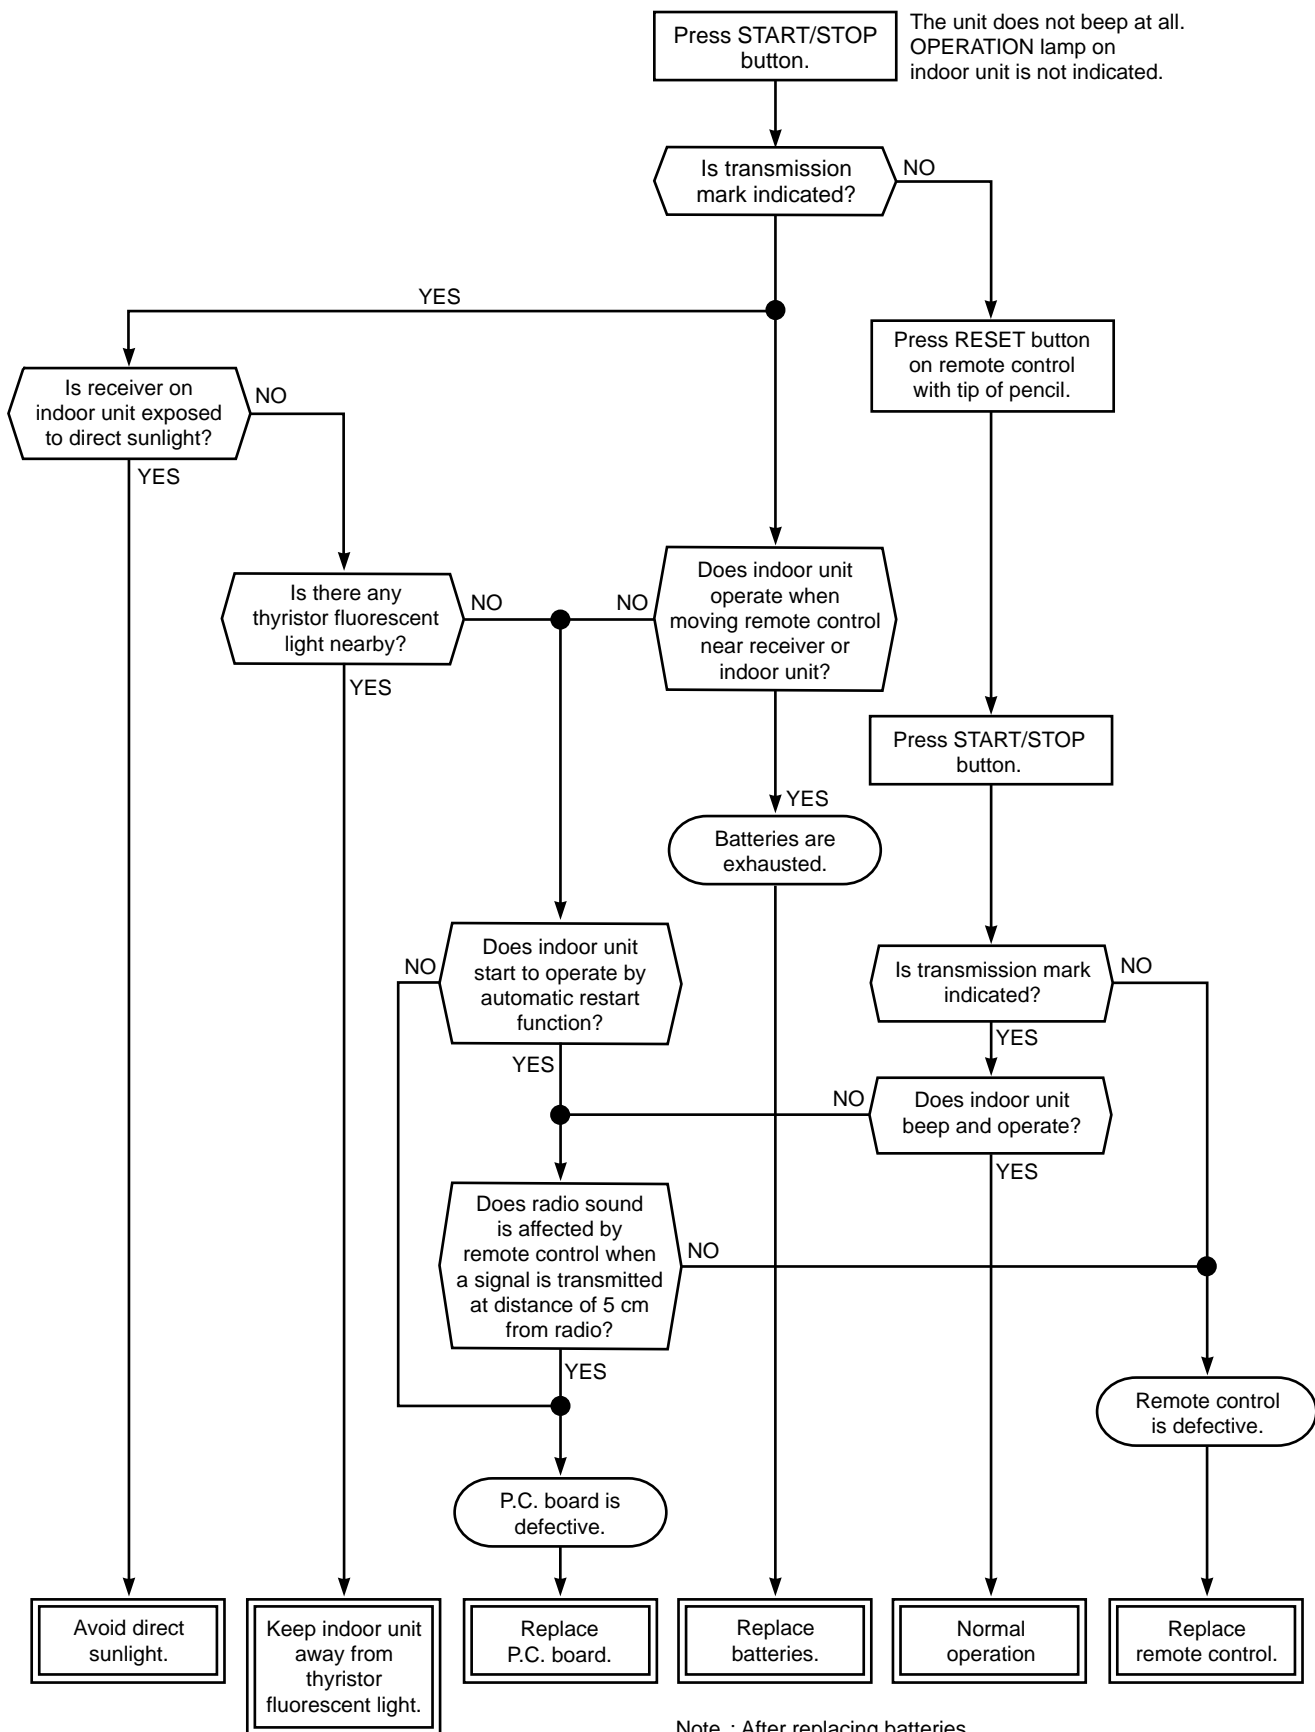 Press START/STOP
button.
The unit does not beep at all.
OPERATION lamp on
indoor unit is not indicated.
Is transmission
mark indicated?
NO
YES
Press RESET button
on remote control
with tip of pencil.
Is receiver on
indoor unit exposed
to direct sunlight?
NO
YES
Is there any
thyristor fluorescent
light nearby?
NO
YES
NO
Does indoor unit
operate when
moving remote control
near receiver or
indoor unit?
YES
Press START/STOP
button.
Batteries are
exhausted.
NO
Does indoor unit
start to operate by
automatic restart
function?
YES
Is transmission mark
indicated?
NO
YES
NO
Does indoor unit
beep and operate?
YES
Does radio sound
is affected by
remote control when
a signal is transmitted
at distance of 5 cm
from radio?
NO
YES
Remote control
is defective.
P.C. board is
defective.
Avoid direct
sunlight.
Keep indoor unit
away from
thyristor
fluorescent light.
Replace
P.C. board.
Replace
batteries.
Normal
operation
Replace
remote control.
Note : After replacing batteries